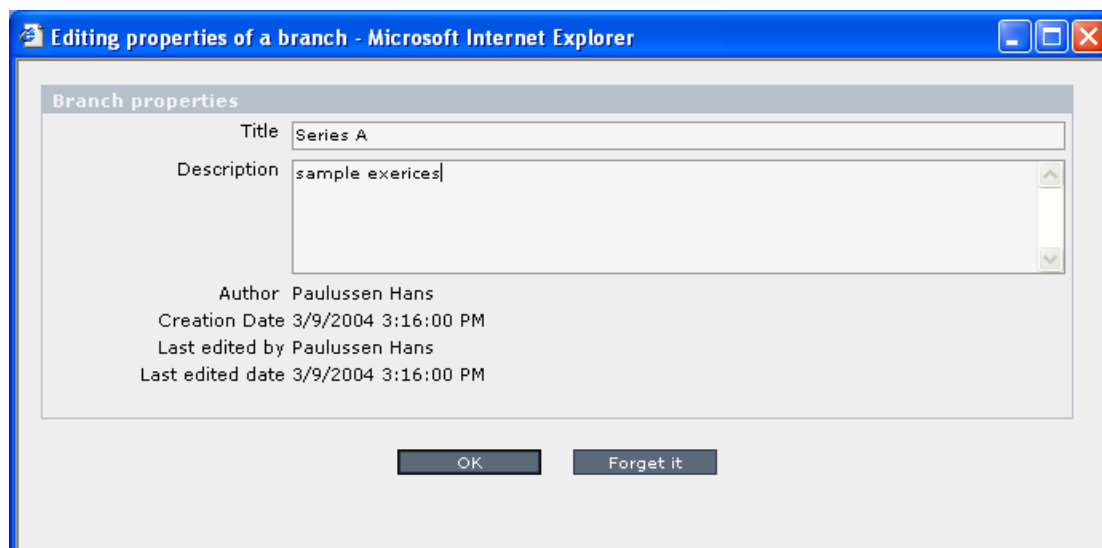 Editing properties of a branch - Microsoft Internet Explorer
Branch properties
Title Series A
Description sample exerices
Author Paulussen Hans
Creation Date 3/9/2004 3:16:00 PM
Last edited by Paulussen Hans
Last edited date 3/9/2004 3:16:00 PM
OK Forget it